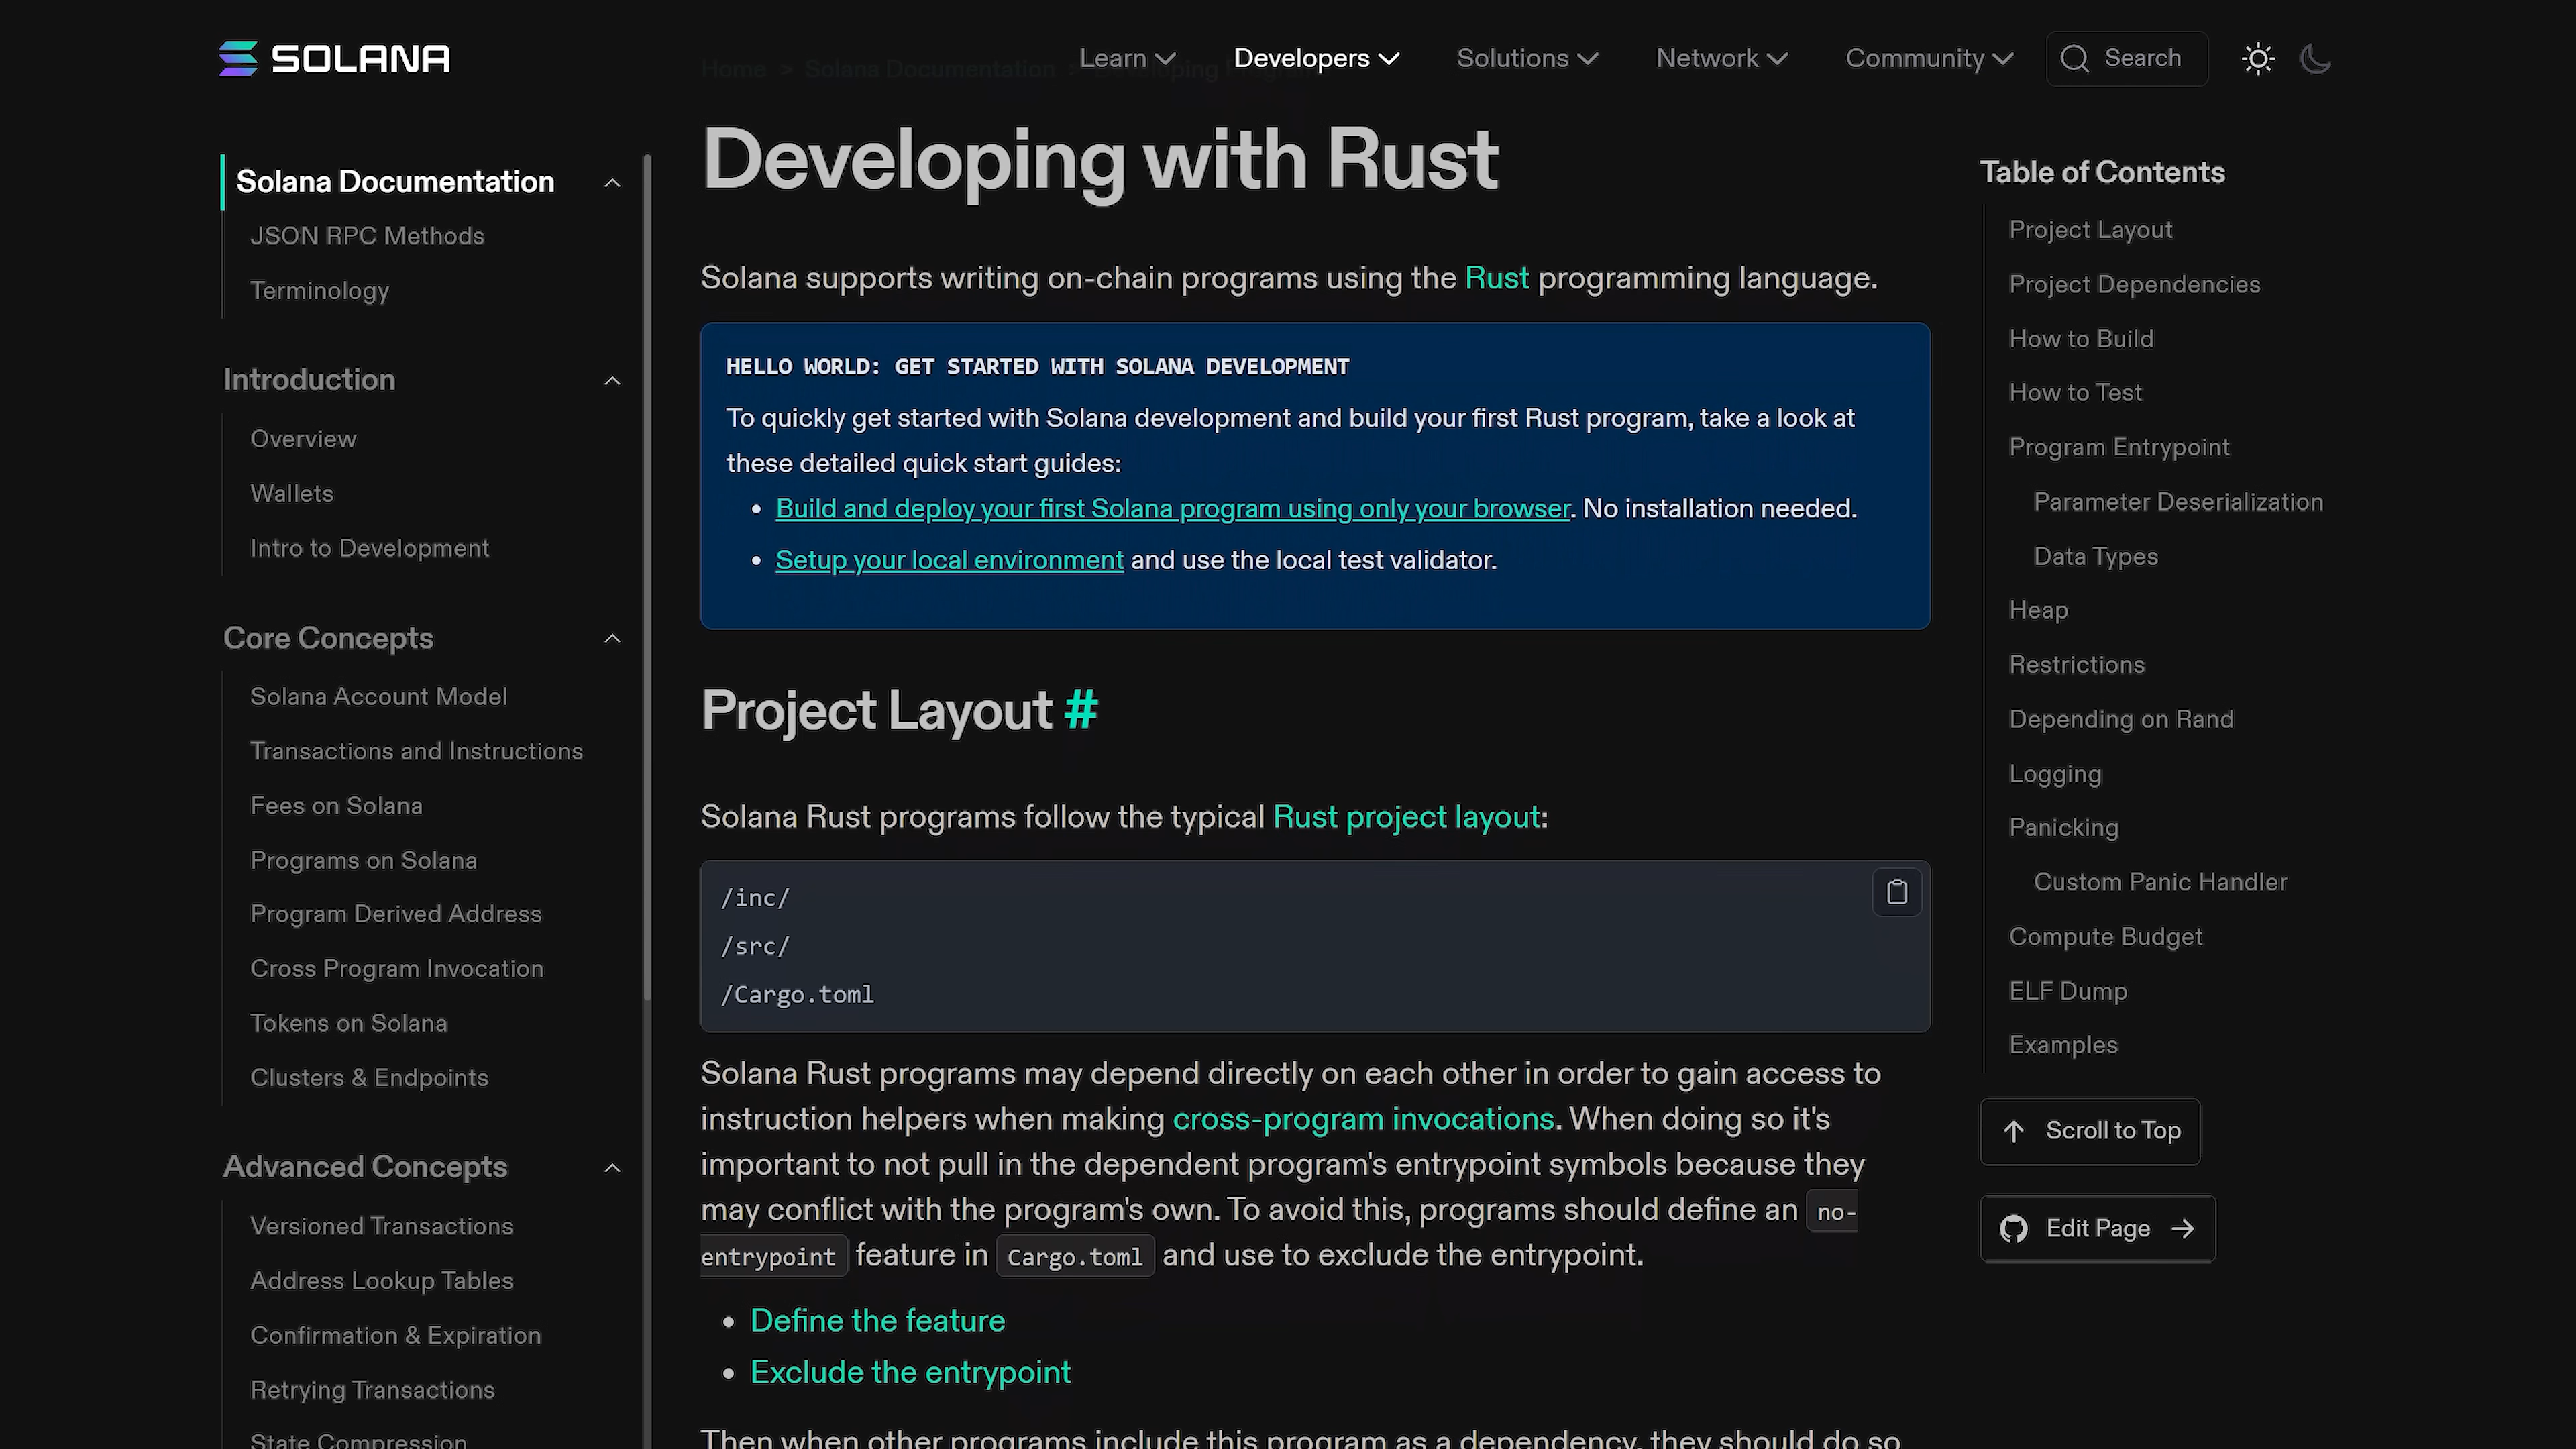 SOLANA
Learn
Developers
Solutions
Network
Community
Search
Home > Solana Documentation >
Solana Documentation
JSON RPC Methods
Terminology
Introduction
Overview
Wallets
Intro to Development
Core Concepts
Solana Account Model
Transactions and Instructions
Fees on Solana
Programs on Solana
Program Derived Address
Cross Program Invocation
Tokens on Solana
Clusters & Endpoints
Advanced Concepts
Versioned Transactions
Address Lookup Tables
Confirmation & Expiration
Retrying Transactions
State Compression
Developing with Rust
Solana supports writing on-chain programs using the Rust programming language.
HELLO WORLD: GET STARTED WITH SOLANA DEVELOPMENT
To quickly get started with Solana development and build your first Rust program, take a look at
these detailed quick start guides:
• Build and deploy your first Solana program using only your browser. No installation needed.
• Setup your local environment and use the local test validator.
Project Layout #
Solana Rust programs follow the typical Rust project layout:
/inc/
/src/
/Cargo.toml
Solana Rust programs may depend directly on each other in order to gain access to
instruction helpers when making cross-program invocations. When doing so it's
important to not pull in the dependent program's entrypoint symbols because they
may conflict with the program's own. To avoid this, programs should define an no-
entrypoint feature in Cargo.toml and use to exclude the entrypoint.
• Define the feature
• Exclude the entrypoint
Then when other programs include this program as a dependency, they should do so
Table of Contents
Project Layout
Project Dependencies
How to Build
How to Test
Program Entrypoint
Parameter Deserialization
Data Types
Heap
Restrictions
Depending on Rand
Logging
Panicking
Custom Panic Handler
Compute Budget
ELF Dump
Examples
Scroll to Top
Edit Page